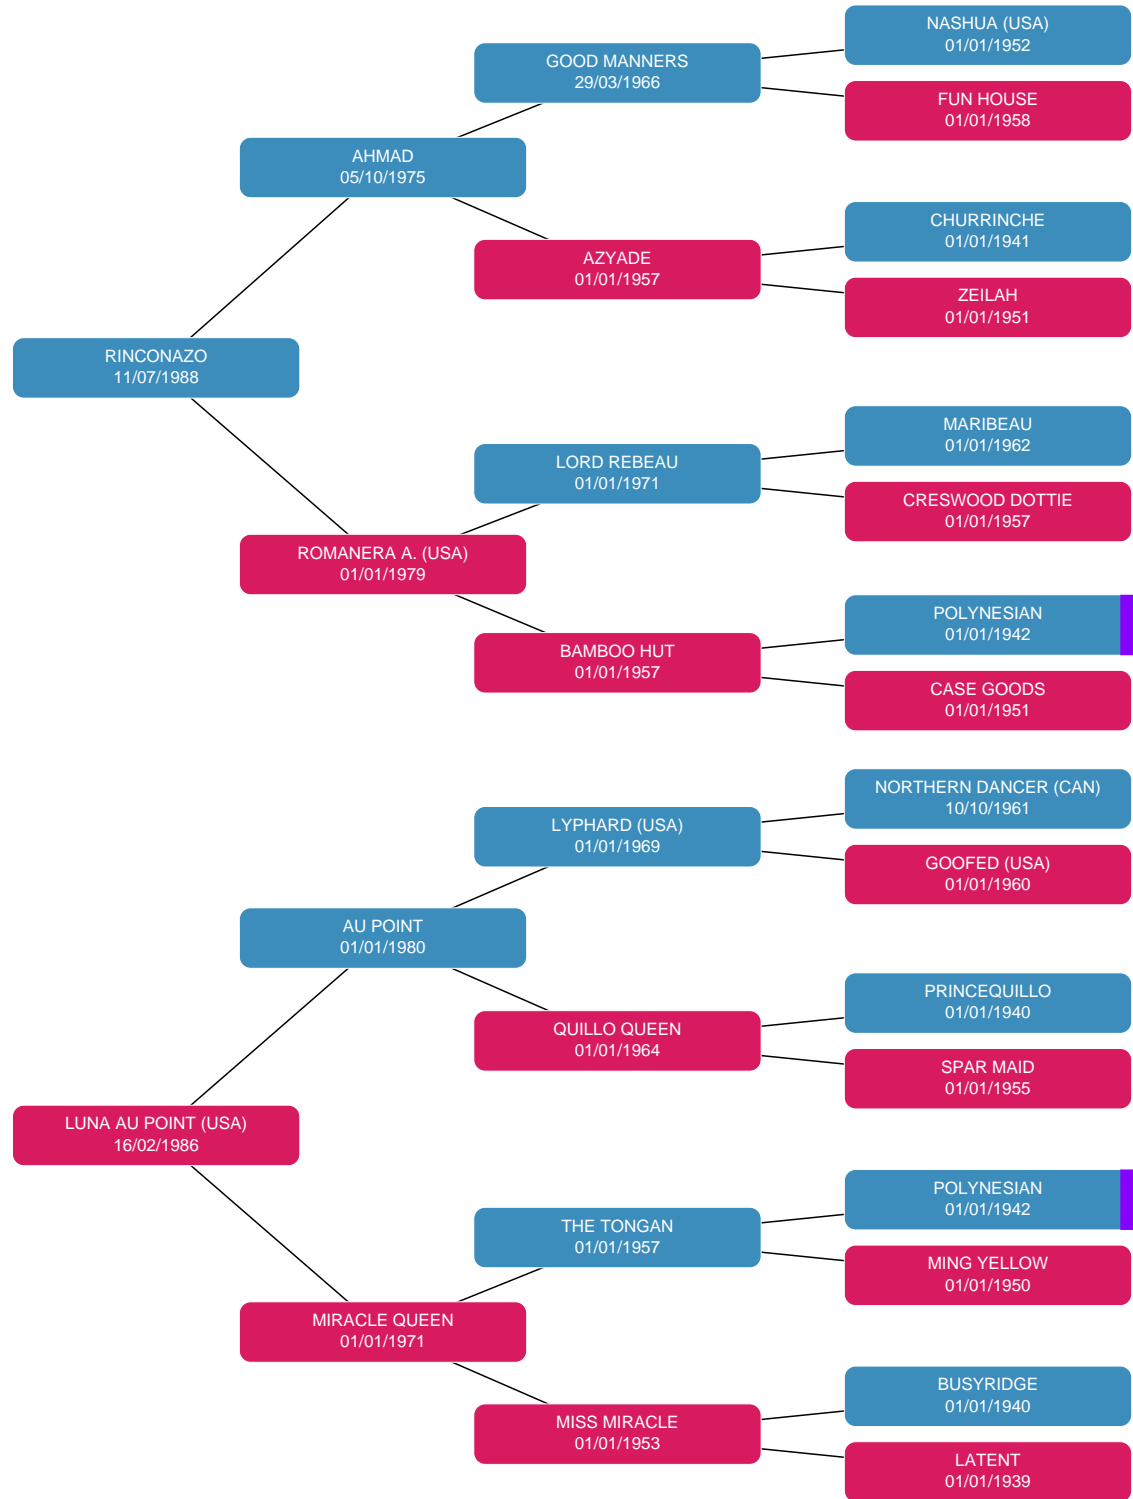 NASHUA (USA)
01/01/1952
GOOD MANNERS
29/03/1966
FUN HOUSE
01/01/1958
AHMAD
05/10/1975
CHURRINCHE
01/01/1941
AZYADE
01/01/1957
ZEILAH
01/01/1951
RINCONAZO
11/07/1988
MARIBEAU
01/01/1962
LORD REBEAU
01/01/1971
CRESWOOD DOTTIE
01/01/1957
ROMANERA A. (USA)
01/01/1979
POLYNESIAN
01/01/1942
BAMBOO HUT
01/01/1957
CASE GOODS
01/01/1951
NORTHERN DANCER (CAN)
10/10/1961
LYPHARD (USA)
01/01/1969
GOOFED (USA)
01/01/1960
AU POINT
01/01/1980
PRINCEQUILLO
01/01/1940
QUILLO QUEEN
01/01/1964
SPAR MAID
01/01/1955
LUNA AU POINT (USA)
16/02/1986
POLYNESIAN
01/01/1942
THE TONGAN
01/01/1957
MING YELLOW
01/01/1950
MIRACLE QUEEN
01/01/1971
BUSYRIDGE
01/01/1940
MISS MIRACLE
01/01/1953
LATENT
01/01/1939